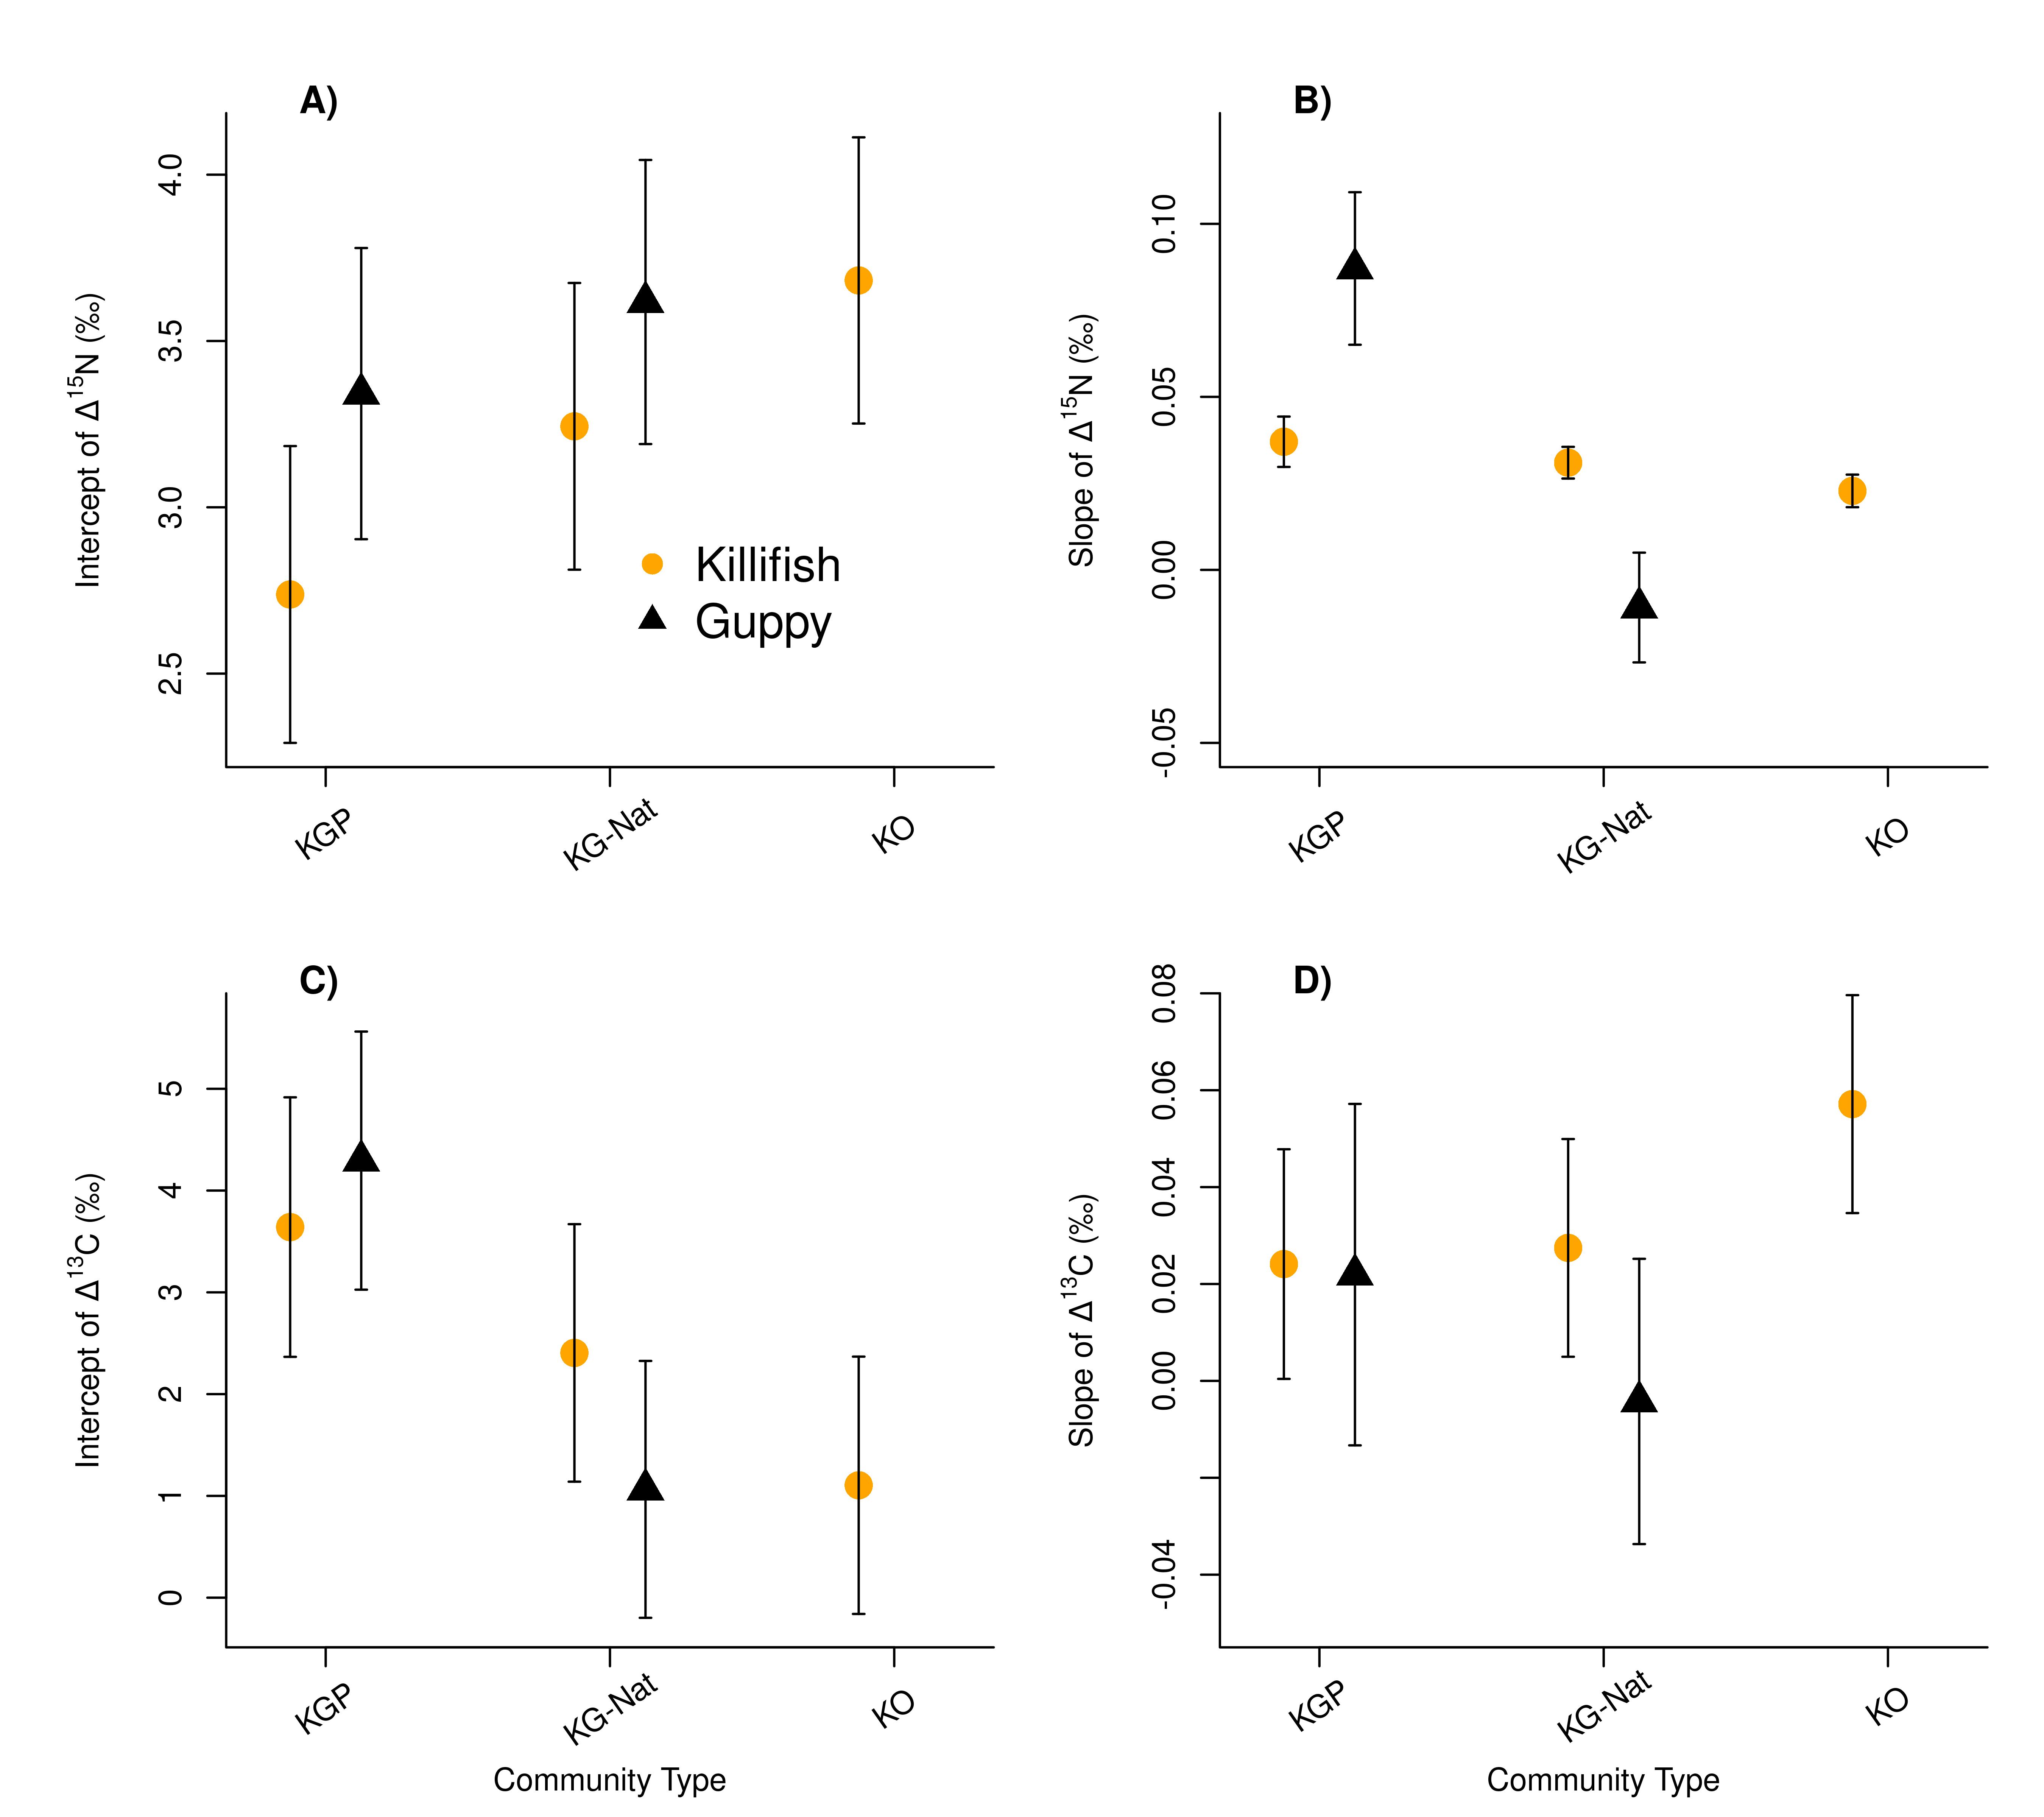 A)
Intercept of Δ¹⁵N (‰)
4.0
3.5
3.0
2.5
Killifish
Guppy
KGP
KG-Nat
KO
B)
Slope of Δ¹⁵N (‰)
0.10
0.05
0.00
-0.05
KGP
KG-Nat
KO
C)
Intercept of Δ¹³C (‰)
5
4
3
2
1
0
KGP
KG-Nat
KO
Community Type
D)
Slope of Δ¹³C (‰)
0.08
0.06
0.04
0.02
0.00
-0.04
KGP
KG-Nat
KO
Community Type